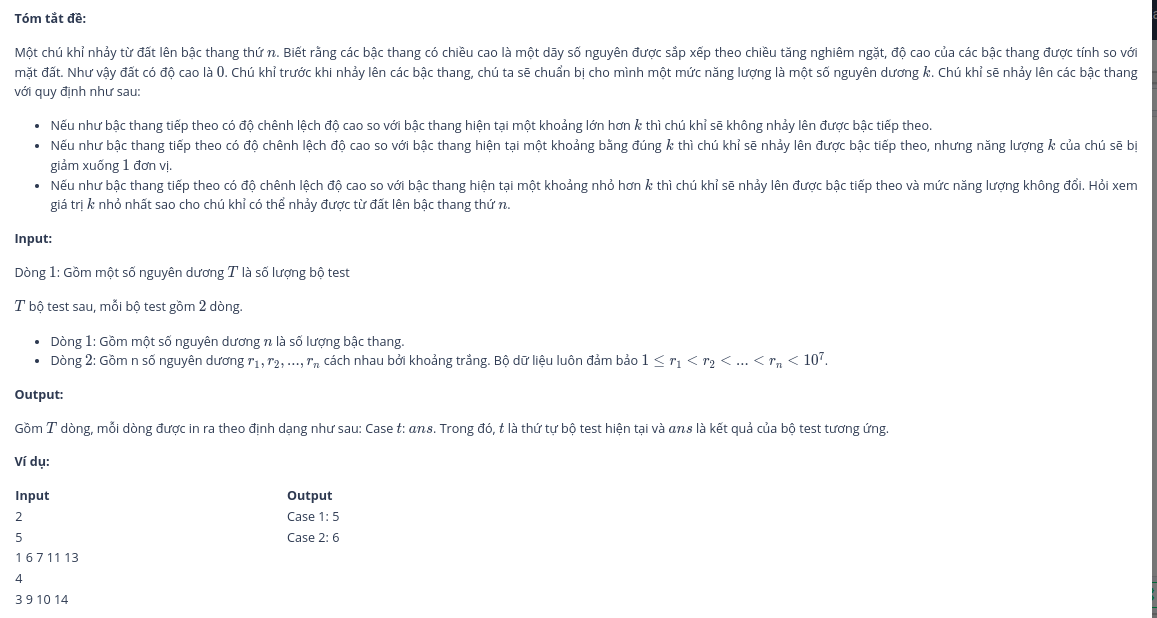 Tóm tắt đề:
Một chú khỉ nhảy từ đất lên bậc thang thứ n. Biết rằng các bậc thang có chiều cao là một dãy số nguyên được sắp xếp theo chiều tăng nghiêm ngặt, độ cao của các bậc thang được tính so với
mặt đất. Như vậy đất có độ cao là 0. Chú khỉ trước khi nhảy lên các bậc thang, chú ta sẽ chuẩn bị cho mình một mức năng lượng là một số nguyên dương k. Chú khỉ sẽ nhảy lên các bậc thang
với quy định như sau:
• Nếu như bậc thang tiếp theo có độ chênh lệch độ cao so với bậc thang hiện tại một khoảng lớn hơn k thì chú khỉ sẽ không nhảy lên được bậc tiếp theo.
• Nếu như bậc thang tiếp theo có độ chênh lệch độ cao so với bậc thang hiện tại một khoảng bằng đúng k thì chú khỉ sẽ nhảy lên được bậc tiếp theo, nhưng năng lượng k của chú sẽ bị
giảm xuống 1 đơn vị.
• Nếu như bậc thang tiếp theo có độ chênh lệch độ cao so với bậc thang hiện tại một khoảng nhỏ hơn k thì chú khỉ sẽ nhảy lên được bậc tiếp theo và mức năng lượng không đổi. Hỏi xem
giá trị k nhỏ nhất sao cho chú khỉ có thể nhảy được từ đất lên bậc thang thứ n.
Input:
Dòng 1: Gồm một số nguyên dương T là số lượng bộ test
T bộ test sau, mỗi bộ test gồm 2 dòng.
• Dòng 1: Gồm một số nguyên dương n là số lượng bậc thang.
• Dòng 2: Gồm n số nguyên dương r₁, r₂, ..., rₙ cách nhau bởi khoảng trắng. Bộ dữ liệu luôn đảm bảo 1 ≤ r₁ < r₂ < ... < rₙ < 10⁷.
Output:
Gồm T dòng, mỗi dòng được in ra theo định dạng như sau: Case t: ans. Trong đó, t là thứ tự bộ test hiện tại và ans là kết quả của bộ test tương ứng.
Ví dụ:
Input Output
2 Case 1: 5
5 Case 2: 6
1 6 7 11 13
4
3 9 10 14